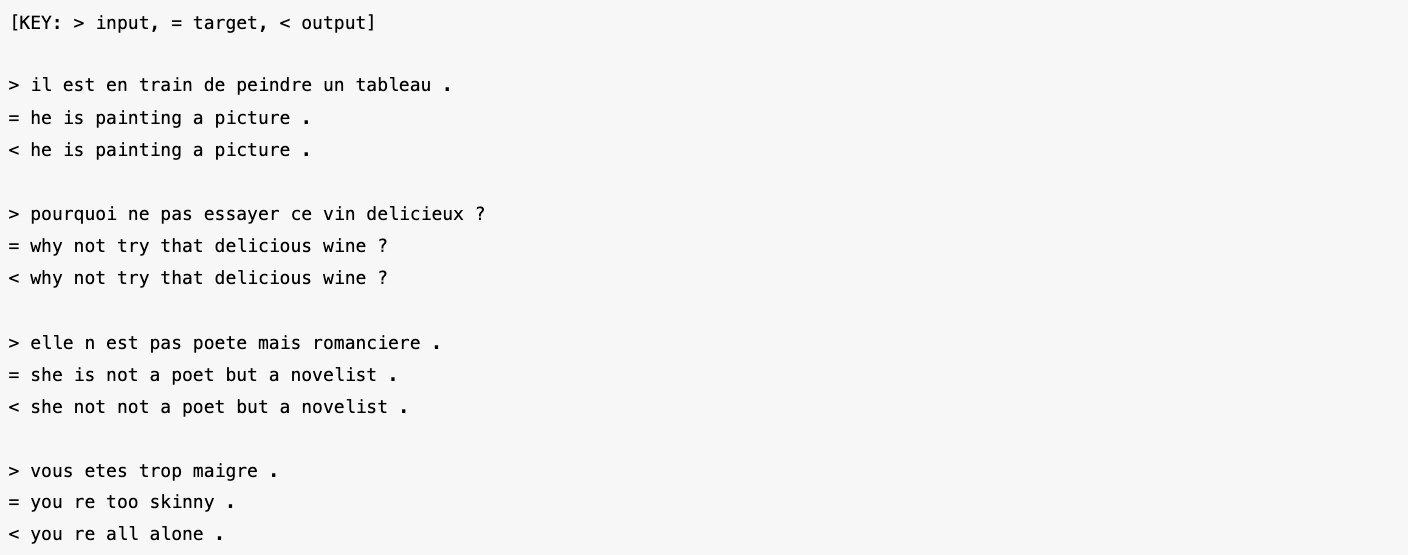 [KEY: > input, = target, < output]
> il est en train de peindre un tableau .
= he is painting a picture .
< he is painting a picture .
> pourquoi ne pas essayer ce vin delicieux ?
= why not try that delicious wine ?
< why not try that delicious wine ?
> elle n est pas poete mais romanciere .
= she is not a poet but a novelist .
< she not not a poet but a novelist .
> vous etes trop maigre .
= you re too skinny .
< you re all alone .